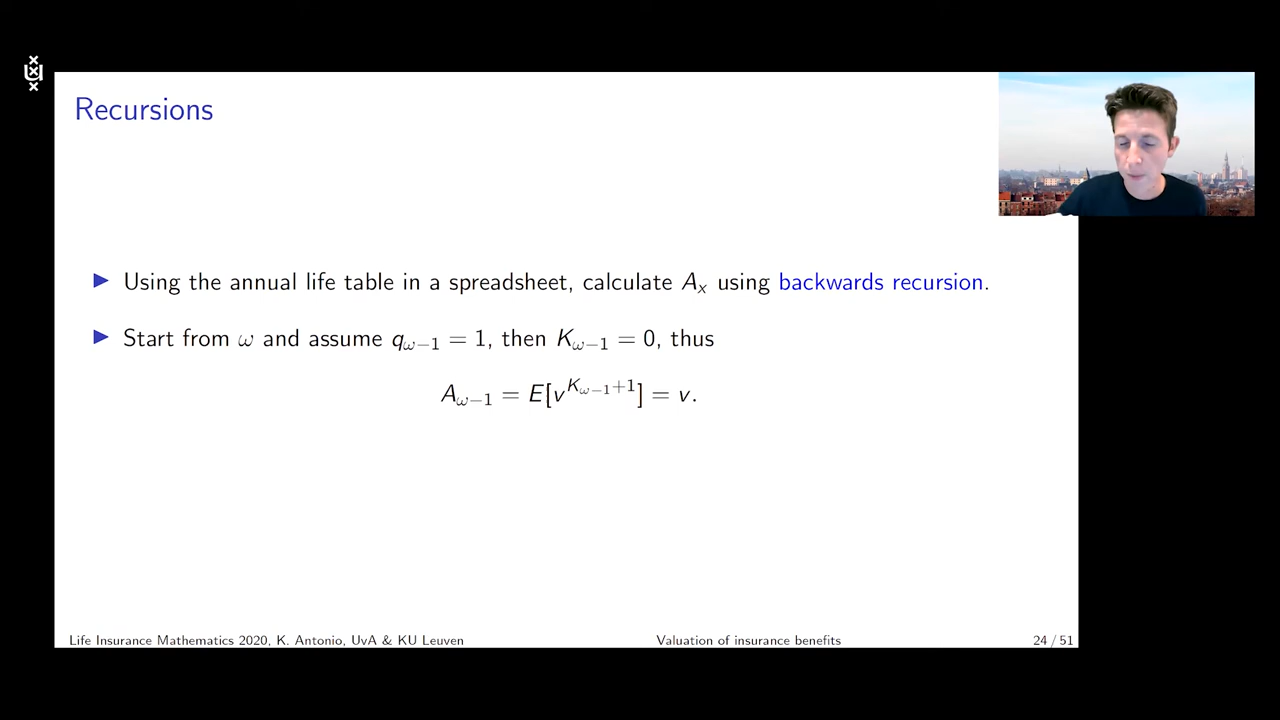 Recursions
▶ Using the annual life table in a spreadsheet, calculate Aₓ using backwards recursion.
▶ Start from ω and assume q_{ω−1} = 1, then K_{ω−1} = 0, thus
A_{ω−1} = E[v^{K_{ω−1}+1}] = v.
Life Insurance Mathematics 2020, K. Antonio, UvA & KU Leuven
Valuation of insurance benefits
24 / 51